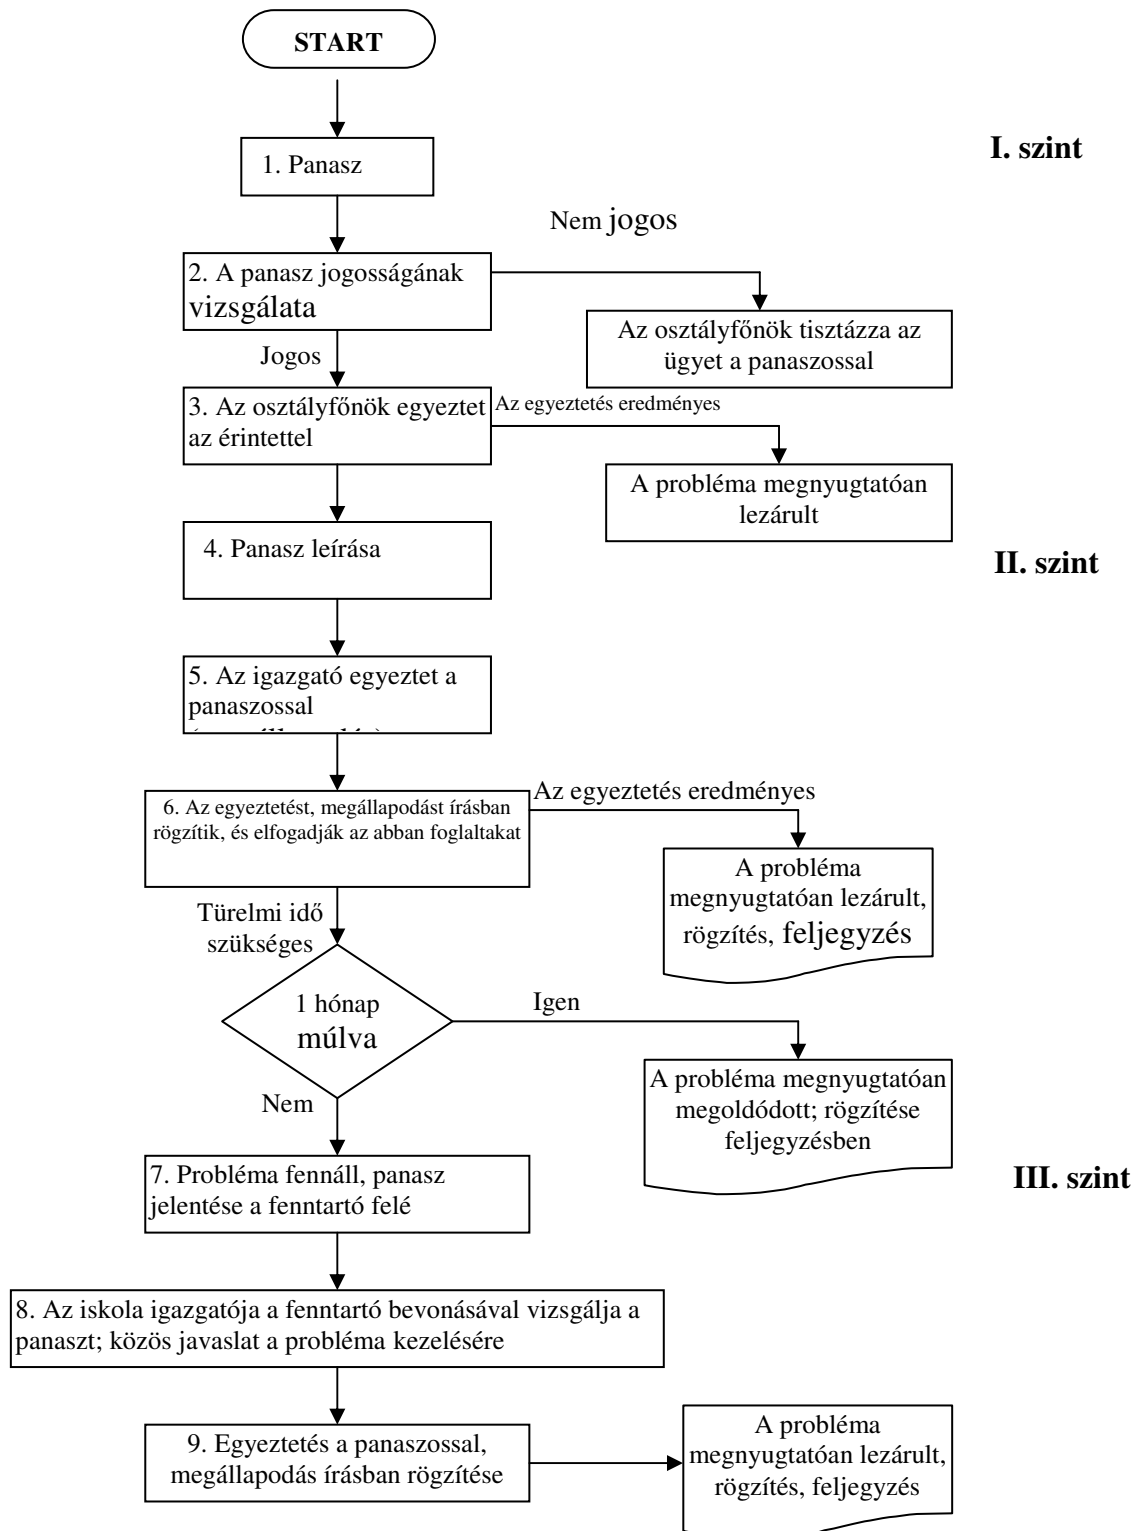 START
I. szint
1. Panasz
Nem jogos
2. A panasz jogosságának
vizsgálata
Az osztályfőnök tisztázza az
ügyet a panaszossal
Jogos
3. Az osztályfőnök egyeztet
az érintettel
Az egyeztetés eredményes
A probléma megnyugtatóan
lezárult
4. Panasz leírása
II. szint
5. Az igazgató egyeztet a
panaszossal
6. Az egyeztetést, megállapodást írásban
rögzítik, és elfogadják az abban foglaltakat
Az egyeztetés eredményes
A probléma
megnyugtatóan lezárult,
rögzítés, feljegyzés
Türelmi idő
szükséges
1 hónap
múlva
Igen
A probléma megnyugtatóan
megoldódott; rögzítése
feljegyzésben
Nem
III. szint
7. Probléma fennáll, panasz
jelentése a fenntartó felé
8. Az iskola igazgatója a fenntartó bevonásával vizsgálja a
panaszt; közös javaslat a probléma kezelésére
9. Egyeztetés a panaszossal,
megállapodás írásban rögzítése
A probléma
megnyugtatóan lezárult,
rögzítés, feljegyzés